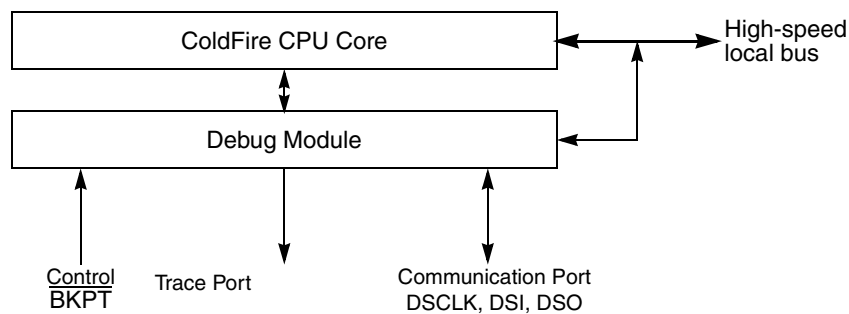 ColdFire CPU Core
High-speed
local bus
Debug Module
Control
BKPT
Trace Port
Communication Port
DSCLK, DSI, DSO